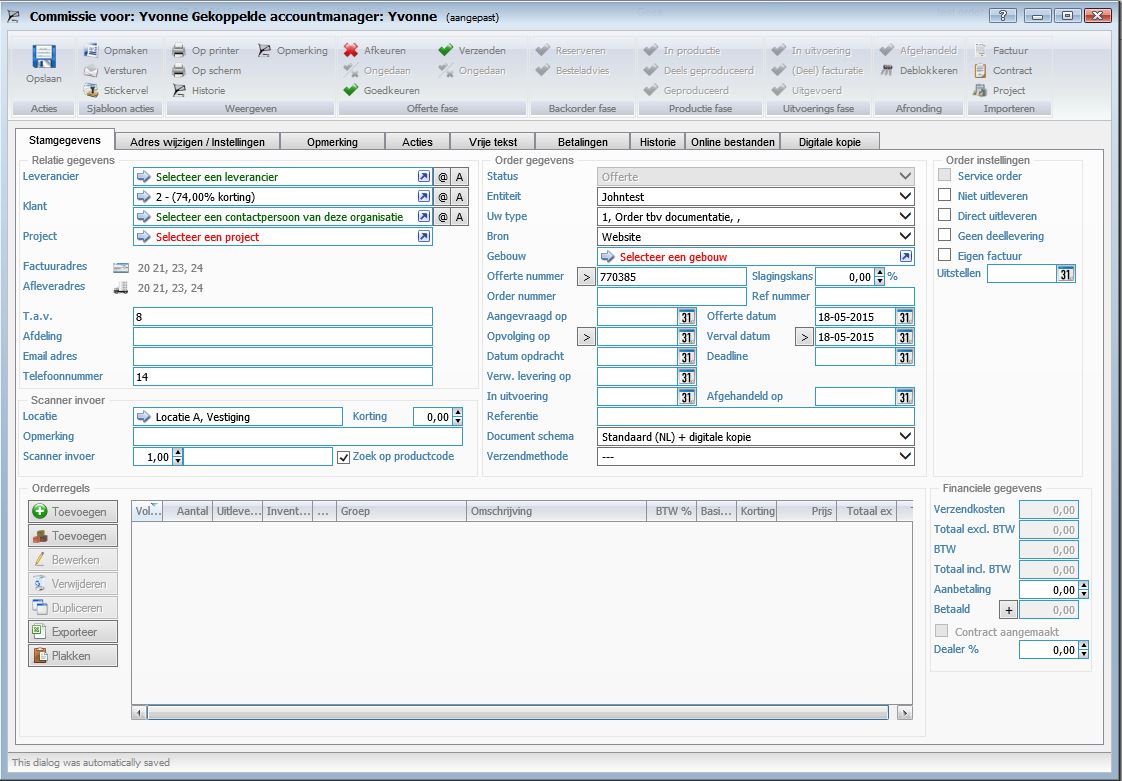 Commissie voor: Yvonne Gekoppelde accountmanager: Yvonne (aangepast)
Opslaan
Opmaken
Versturen
Stickervel
Op printer
Op scherm
Historie
Opmerking
Afkeuren
Ongedaan
Goedkeuren
Verzenden
Ongedaan
Reserveren
Besteladvies
In productie
Deels geproduceerd
Geproduceerd
In uitvoering
(Deel) facturatie
Uitgevoerd
Afgehandeld
Deblokkeren
Factuur
Contract
Project
Acties Sjabloon acties Weergeven Offerte fase Backorder fase Productie fase Uitvoerings fase Afronding Importeren
Stamgegevens Adres wijzigen / Instellingen Opmerking Acties Vrije tekst Betalingen Historie Online bestanden Digitale kopie
Relatie gegevens
Leverancier Selecteer een leverancier @ A
Klant 2 - (74,00% korting) @ A
Selecteer een contactpersoon van deze organisatie @ A
Project Selecteer een project
Factuuradres 20 21, 23, 24
Afleveradres 20 21, 23, 24
T.a.v. 8
Afdeling
Email adres
Telefoonnummer 14
Scanner invoer
Locatie Locatie A, Vestiging Korting 0,00
Opmerking
Scanner invoer 1,00 Zoek op productcode
Order gegevens
Status Offerte
Entiteit Johntest
Uw type 1, Order tbv documentatie, ,
Bron Website
Gebouw Selecteer een gebouw
Offerte nummer > 770385 Slagingskans 0,00 %
Order nummer Ref nummer
Aangevraagd op 31 Offerte datum 18-05-2015 31
Opvolging op > 31 Verval datum > 18-05-2015 31
Datum opdracht 31 Deadline 31
Verw. levering op 31
In uitvoering 31 Afgehandeld op 31
Referentie
Document schema Standaard (NL) + digitale kopie
Verzendmethode ---
Order instellingen
Service order
Niet uitleveren
Direct uitleveren
Geen deellevering
Eigen factuur
Uitstellen 31
Orderregels
Toevoegen
Toevoegen
Bewerken
Verwijderen
Dupliceren
Exporteer
Plakken
Vol... Aantal Uitleve... Invent... ... Groep Omschrijving BTW % Basi... Korting Prijs Totaal ex
Financiele gegevens
Verzendkosten 0,00
Totaal excl. BTW 0,00
BTW 0,00
Totaal incl. BTW 0,00
Aanbetaling 0,00
Betaald + 0,00
Contract aangemaakt
Dealer % 0,00
This dialog was automatically saved